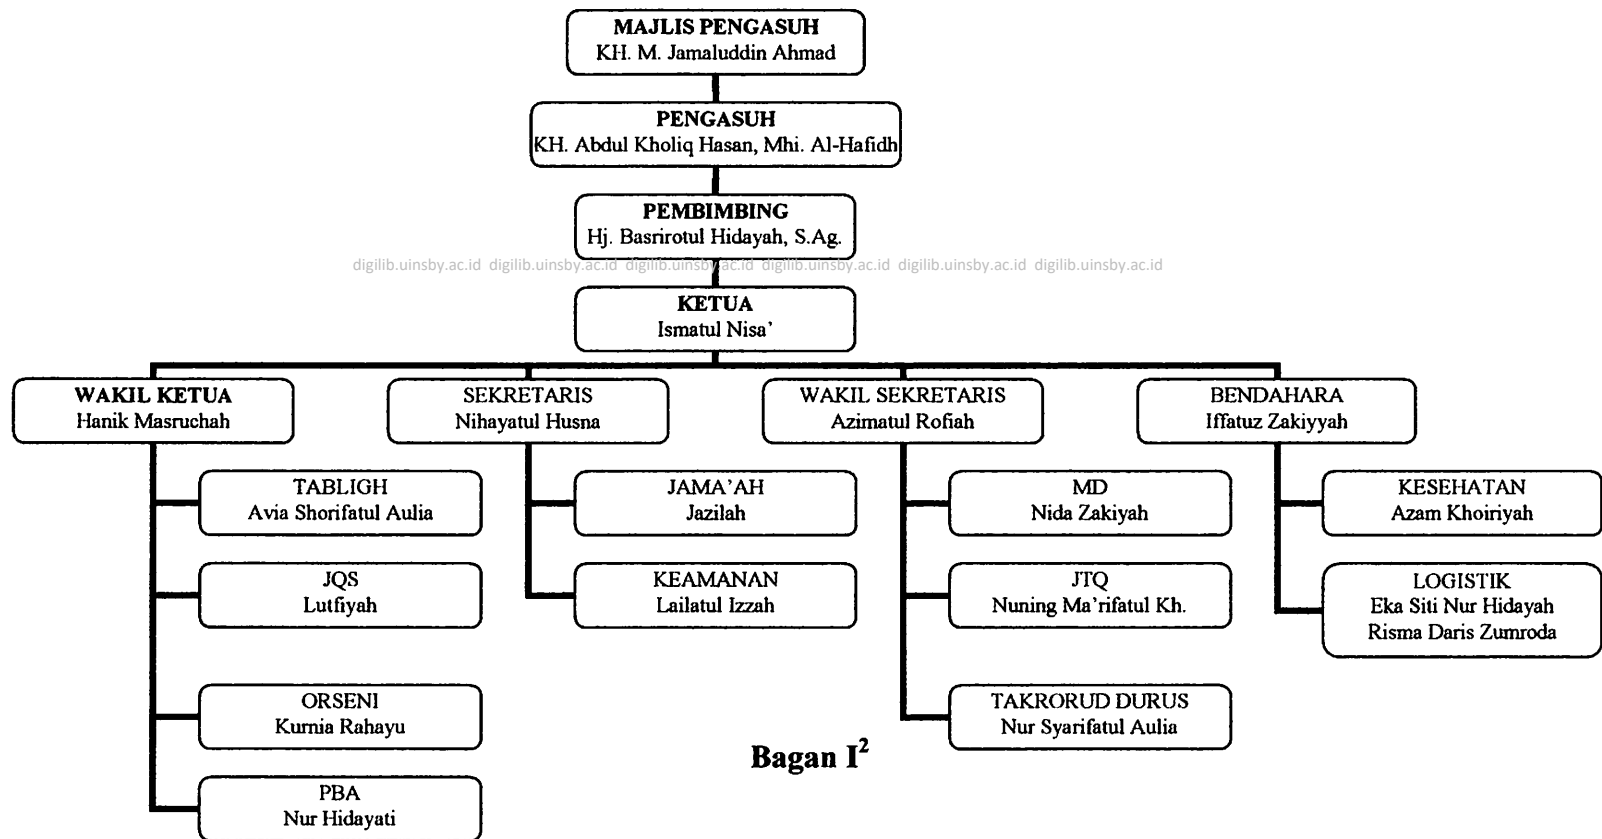 MAJLIS PENGASUH
KH. M. Jamaluddin Ahmad
PENGASUH
KH. Abdul Kholiq Hasan, Mhi. Al-Hafidh
PEMBIMBING
Hj. Basrirotul Hidayah, S.Ag.
digilib.uinsby.ac.id digilib.uinsby.ac.id digilib.uinsby.ac.id digilib.uinsby.ac.id digilib.uinsby.ac.id digilib.uinsby.ac.id
KETUA
Ismatul Nisa’
WAKIL KETUA
Hanik Masruchah
SEKRETARIS
Nihayatul Husna
WAKIL SEKRETARIS
Azimatul Rofiah
BENDAHARA
Iffatuz Zakiyyah
TABLIGH
Avia Shorifatul Aulia
JAMA’AH
Jazilah
MD
Nida Zakiyah
KESEHATAN
Azam Khoiriyah
JQS
Lutfiyah
KEAMANAN
Lailatul Izzah
JTQ
Nuning Ma’rifatul Kh.
LOGISTIK
Eka Siti Nur Hidayah
Risma Daris Zumroda
ORSENI
Kurnia Rahayu
TAKRORUD DURUS
Nur Syarifatul Aulia
Bagan I²
PBA
Nur Hidayati